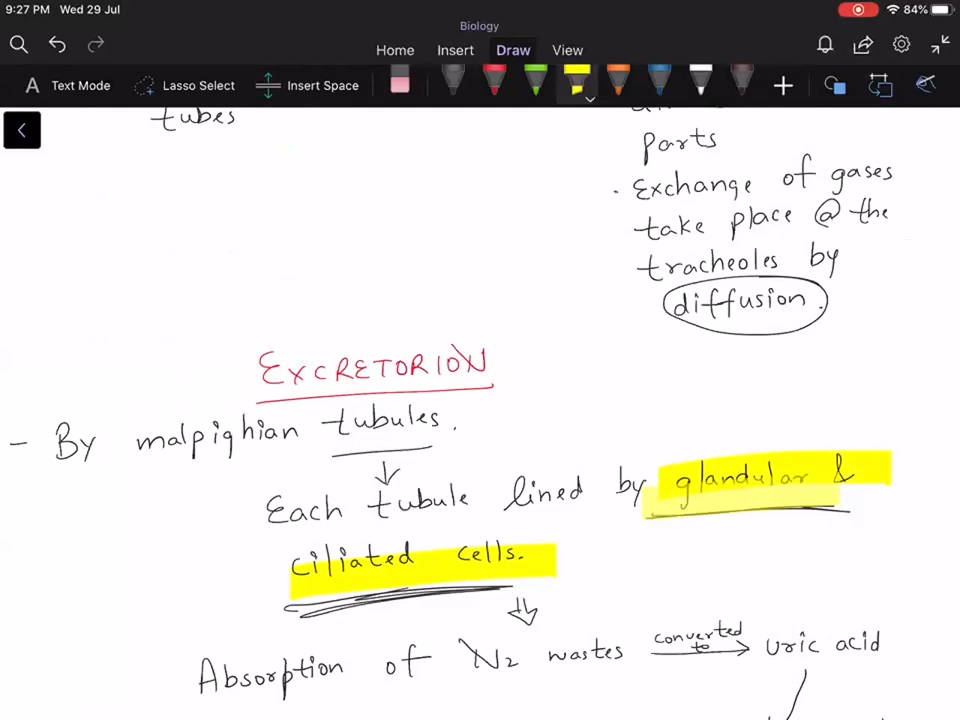 9:27 PM Wed 29 Jul
84%
Biology
Home Insert Draw View
Text Mode Lasso Select Insert Space
tubes
parts
. Exchange of gases
take place @ the
tracheoles by
diffusion.
EXCRETORION
- By malpighian tubules.
Each tubule lined by glandular &
ciliated cells.
Absorption of N2 wastes converted to uric acid